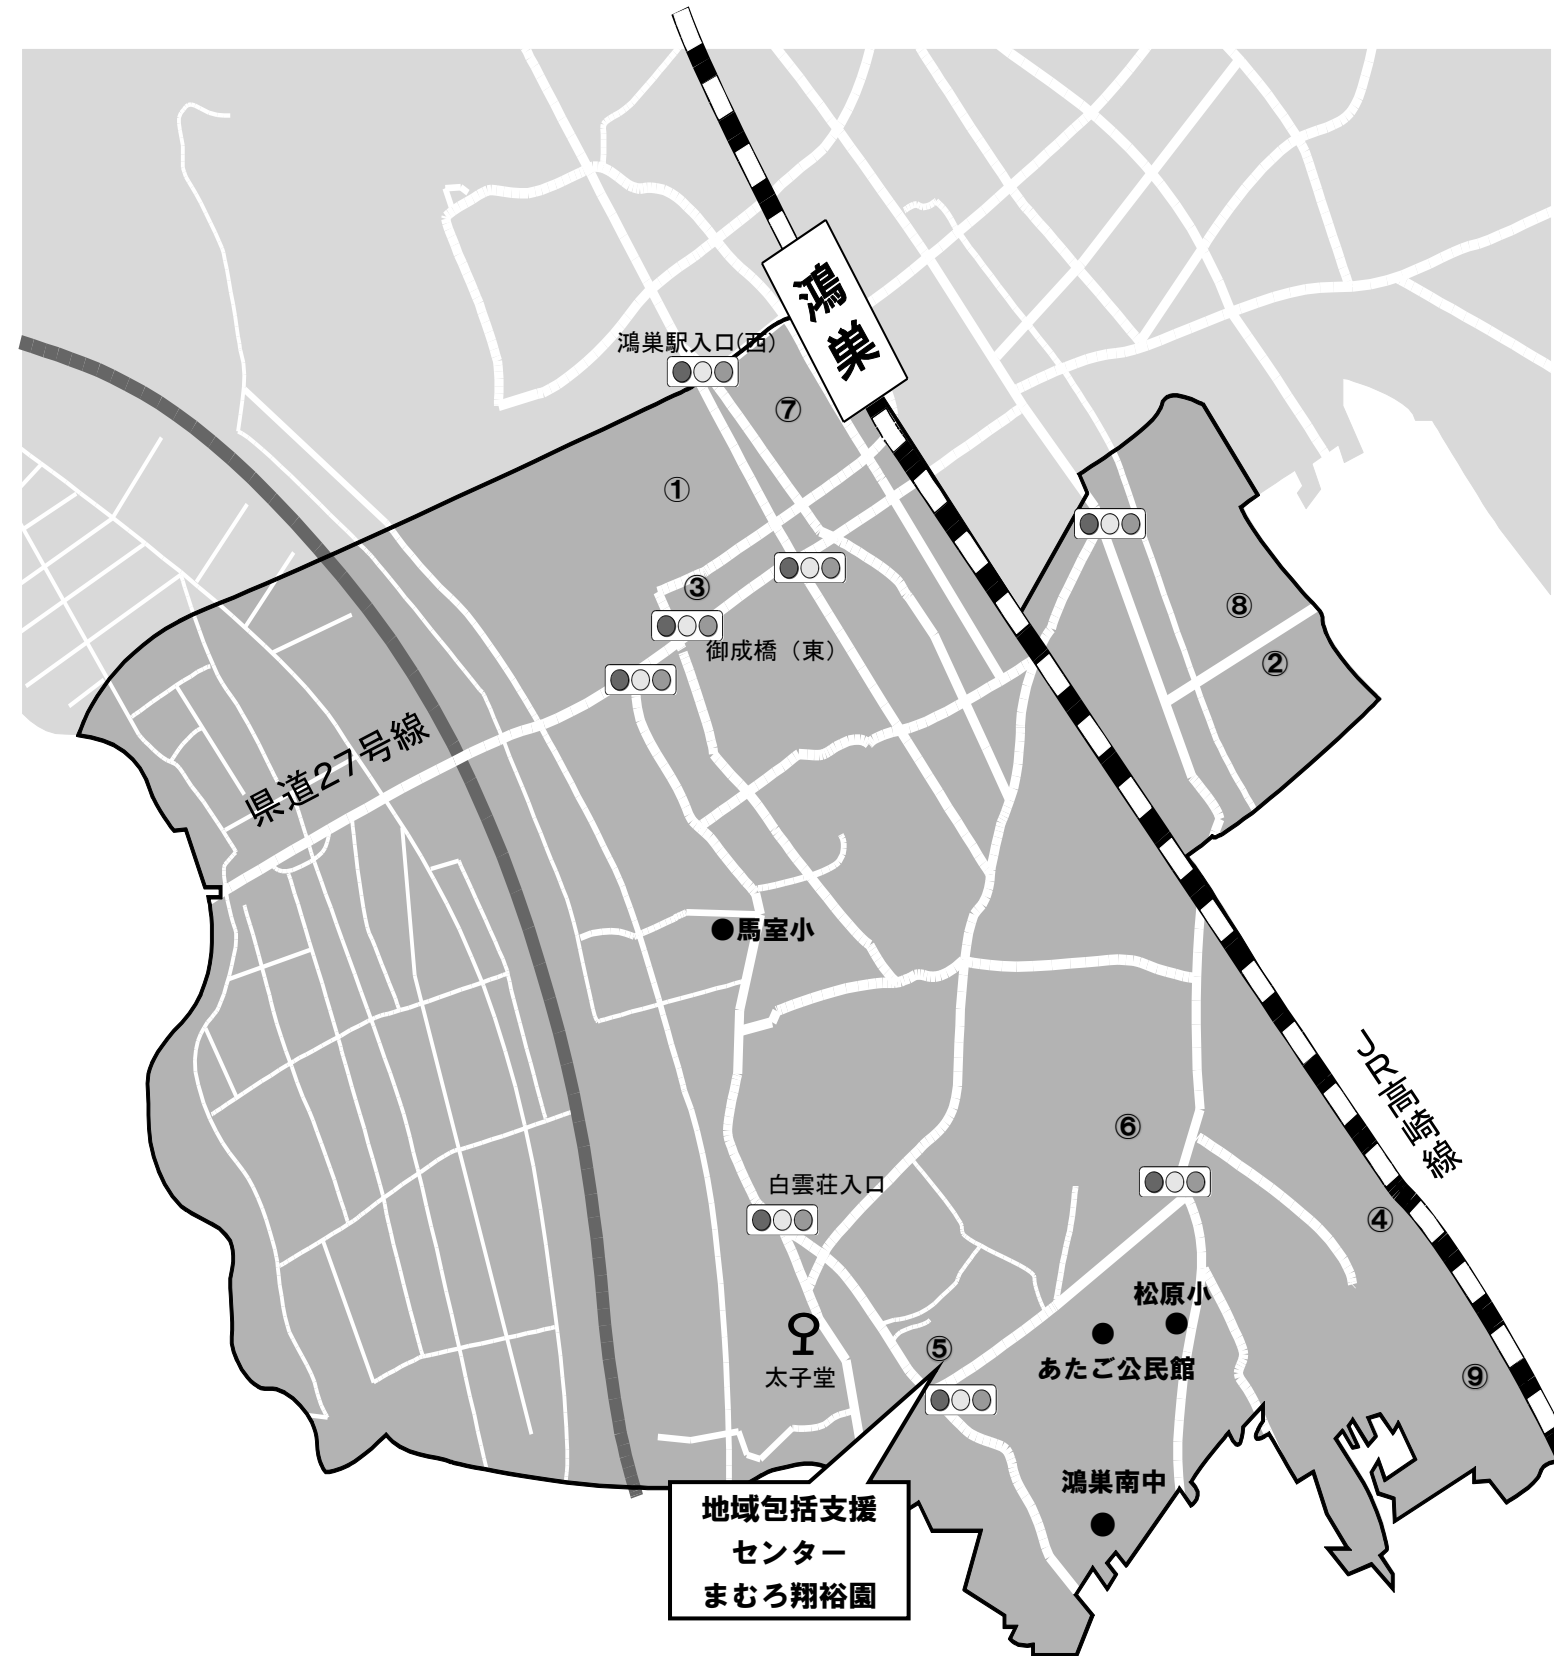 鴻
巣
鴻巣駅入口(西)
⑦
①
③
⑧
御成橋（東）
②
県道27号線
●馬室小
JR高崎線
⑥
白雲荘入口
④
松原小
⑤
太子堂
あたご公民館
⑨
鴻巣南中
地域包括支援
センター
まむろ翔裕園